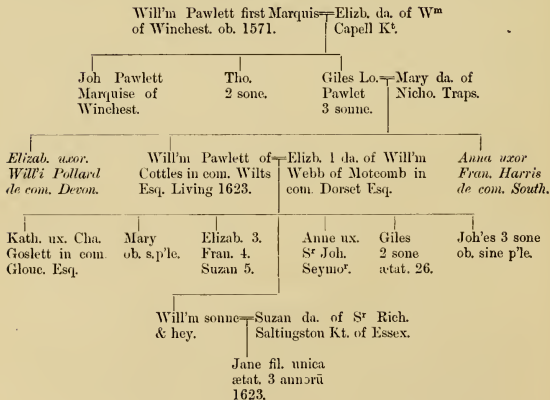 Will'm Pawlett first Marquis
of Winchest. ob. 1571.
Elizb. da. of Wm
Capell Kt.
Joh Pawlett
Marquise of
Winchest.
Tho.
2 sone.
Giles Lo.
Pawlet
3 sonne.
Mary da. of
Nicho. Traps.
Elizab. uxor.
Will'i Pollard
de com. Devon.
Will'm Pawlett of
Cottles in com. Wilts
Esq. Living 1623.
Elizb. 1 da. of Will'm
Webb of Motcomb in
com. Dorset Esq.
Anna uxor
Fran. Harris
de com. South.
Kath. ux. Cha.
Goslett in com.
Glouc. Esq.
Mary
ob. s.p'le.
Elizab. 3.
Fran. 4.
Suzan 5.
Anne ux.
Sr Joh.
Seymor.
Giles
2 sone
ætat. 26.
Joh'es 3 sone
ob. sine p'le.
Will'm sonne
& hey.
Suzan da. of Sr Rich.
Saltingston Kt. of Essex.
Jane fil. unica
ætat. 3 annorū
1623.